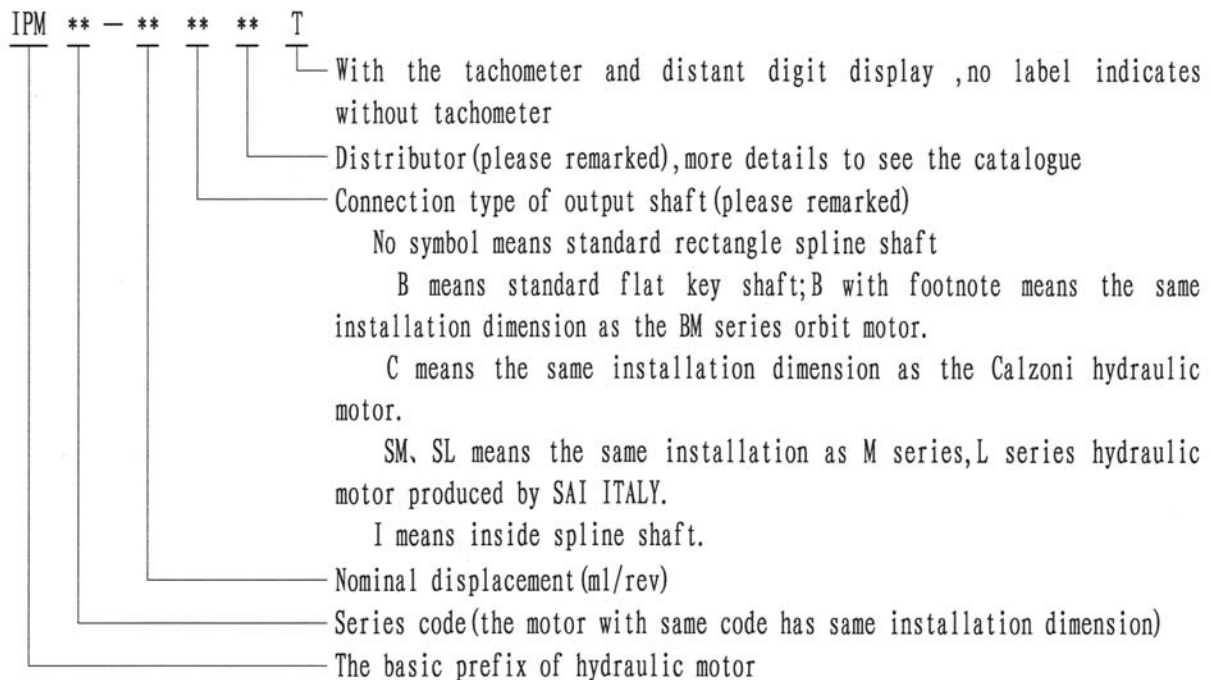 IPM ** — ** ** ** T
With the tachometer and distant digit display ,no label indicates
without tachometer
Distributor(please remarked),more details to see the catalogue
Connection type of output shaft(please remarked)
No symbol means standard rectangle spline shaft
B means standard flat key shaft;B with footnote means the same
installation dimension as the BM series orbit motor.
C means the same installation dimension as the Calzoni hydraulic
motor.
SM、SL means the same installation as M series,L series hydraulic
motor produced by SAI ITALY.
I means inside spline shaft.
Nominal displacement(ml/rev)
Series code(the motor with same code has same installation dimension)
The basic prefix of hydraulic motor